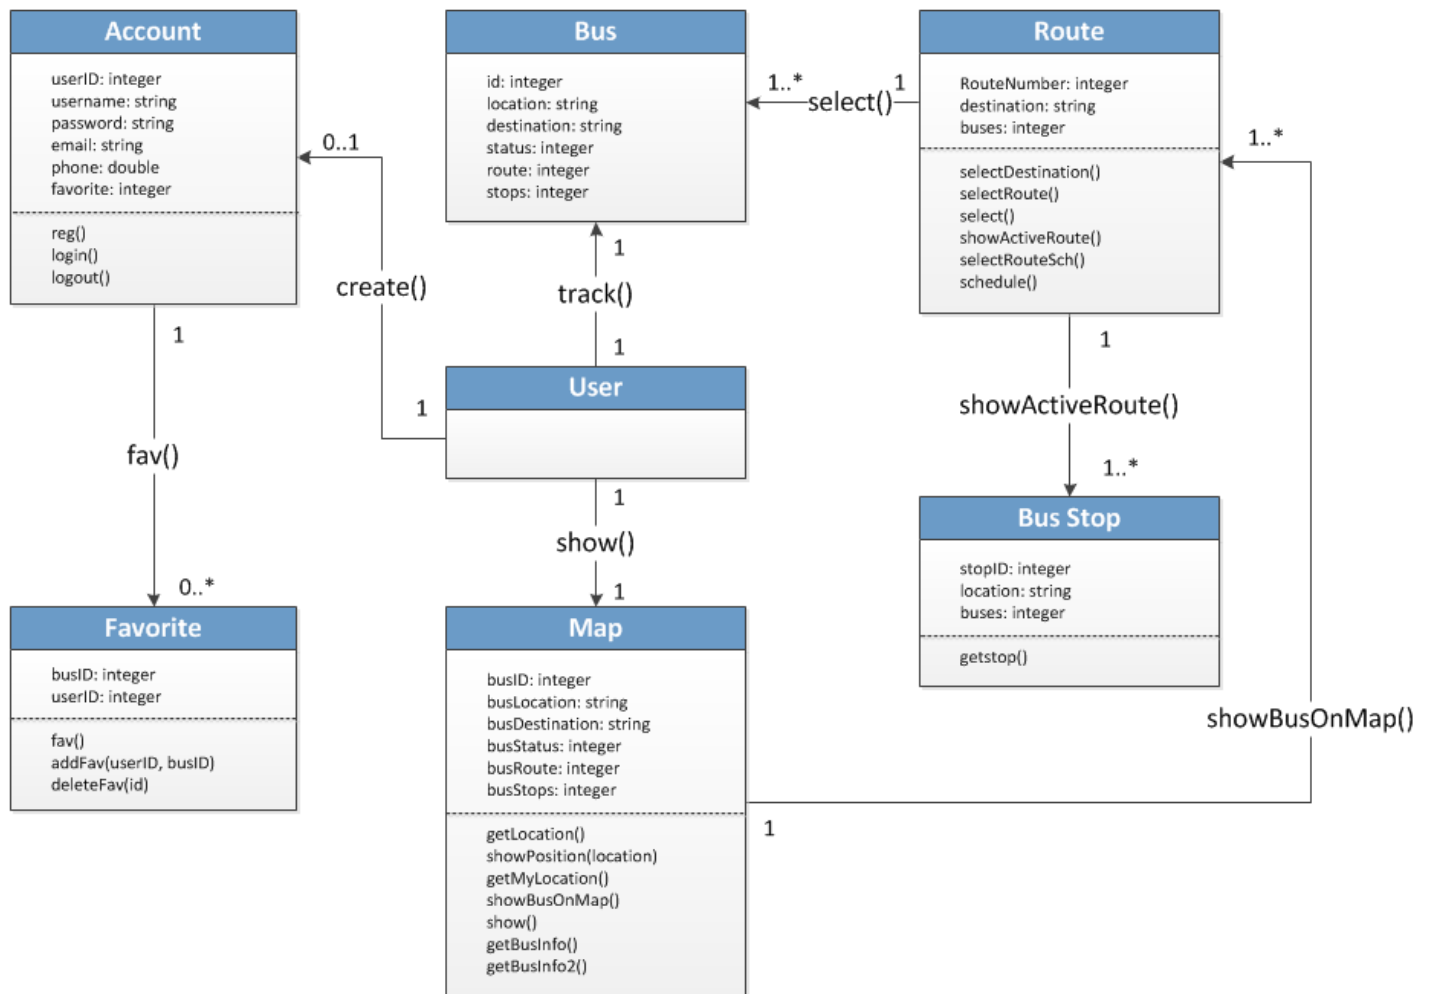 Account
userID: integer
username: string
password: string
email: string
phone: double
favorite: integer
reg()
login()
logout()
Bus
id: integer
location: string
destination: string
status: integer
route: integer
stops: integer
Route
RouteNumber: integer
destination: string
buses: integer
selectDestination()
selectRoute()
select()
showActiveRoute()
selectRouteSch()
schedule()
1..*
select()
1
0..1
create()
1
1
track()
1
1..*
User
1
fav()
0..*
1
show()
1
1
showActiveRoute()
1..*
Favorite
busID: integer
userID: integer
fav()
addFav(userID, busID)
deleteFav(id)
Map
busID: integer
busLocation: string
busDestination: string
busStatus: integer
busRoute: integer
busStops: integer
getLocation()
showPosition(location)
getMyLocation()
showBusOnMap()
show()
getBusInfo()
getBusInfo2()
Bus Stop
stopID: integer
location: string
buses: integer
getstop()
showBusOnMap()
1